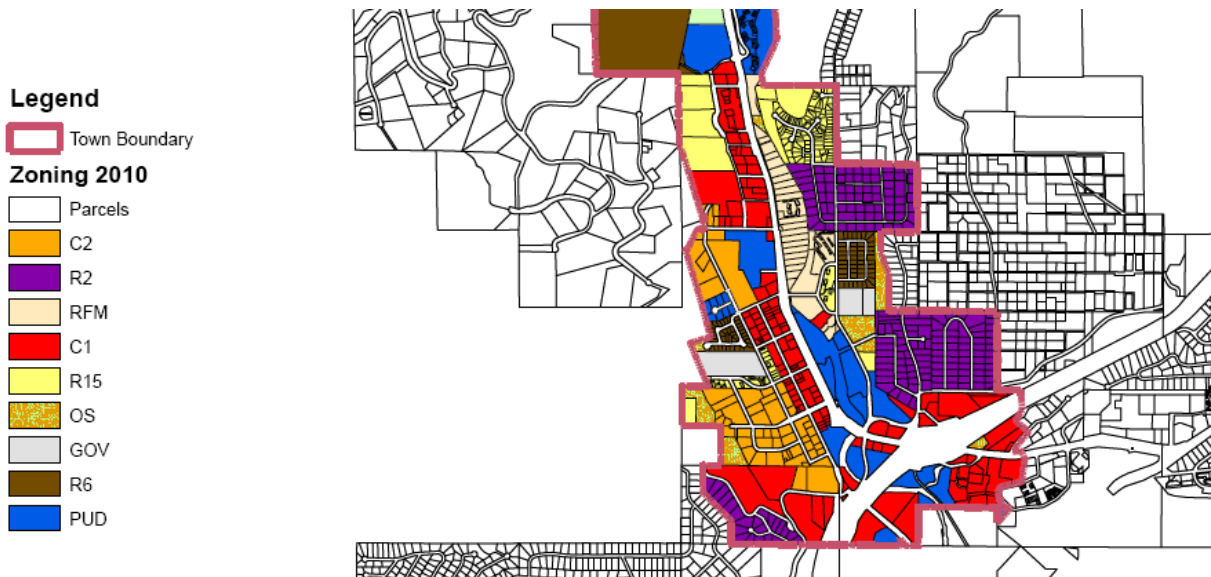 Legend
Town Boundary
Zoning 2010
Parcels
C2
R2
RFM
C1
R15
OS
GOV
R6
PUD